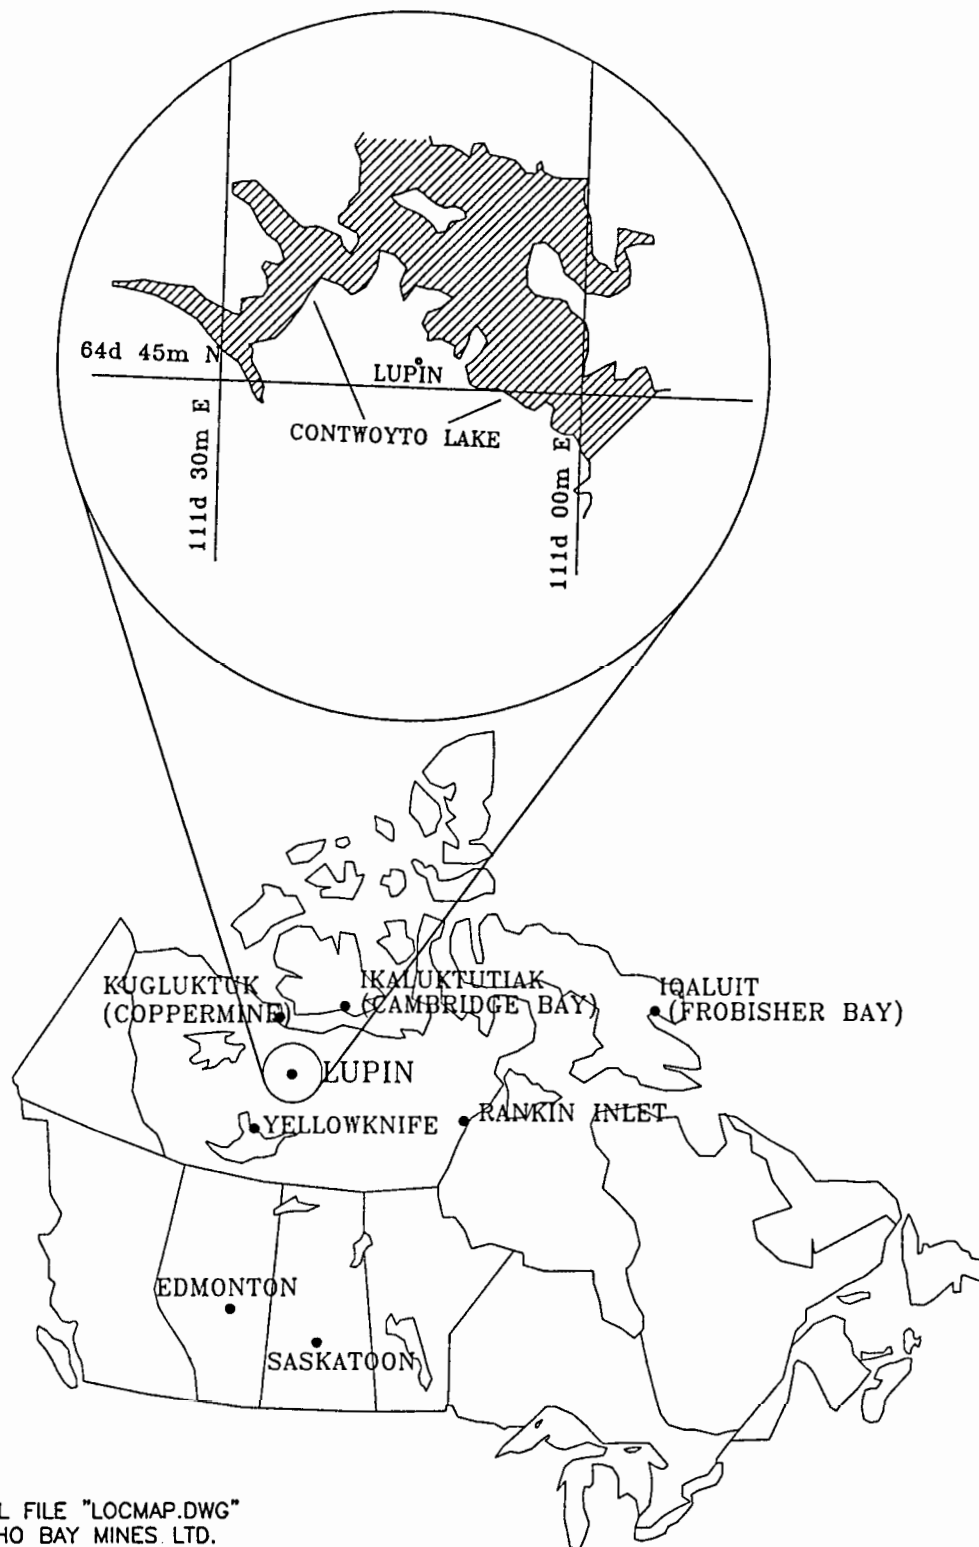 64d 45m N
LUPIN
CONTWOYTO LAKE
111d 30m E
111d 00m E
KUGLUKTUK
(COPPERMINE)
IKALUKTUTIAK
(CAMBRIDGE BAY)
IQALUIT
(FROBISHER BAY)
LUPIN
YELLOWKNIFE
RANKIN INLET
EDMONTON
SASKATOON
L FILE "LOCMAP.DWG"
HO BAY MINES LTD.